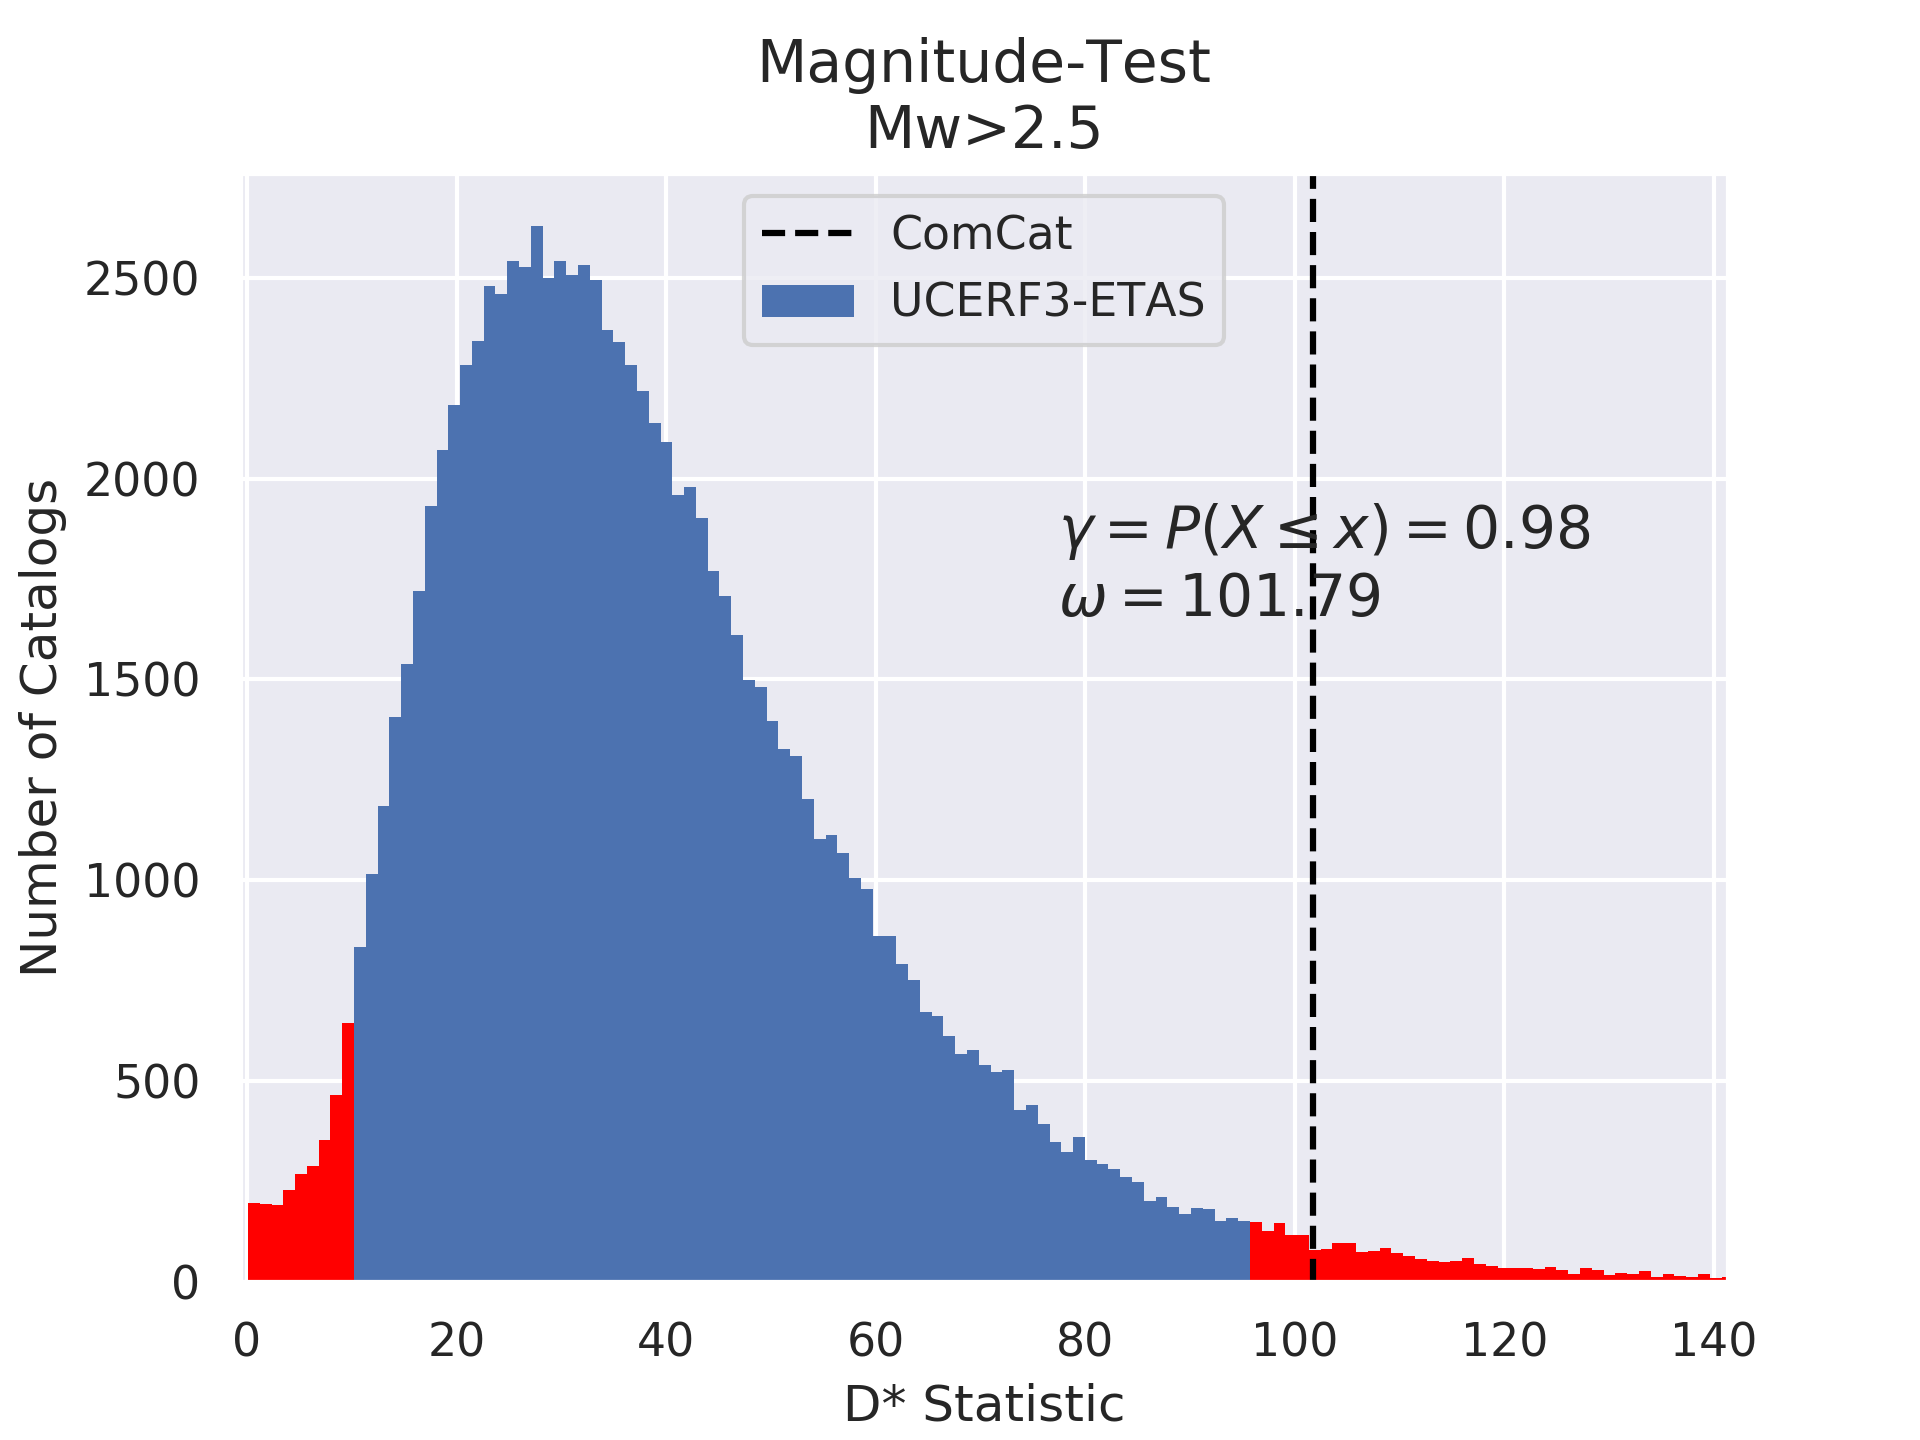 Magnitude-Test
Mw>2.5
ComCat
UCERF3-ETAS
γ = P(X ≤ x) = 0.98
ω = 101.79
Number of Catalogs
2500
2000
1500
1000
500
0
0 20 40 60 80 100 120 140
D* Statistic